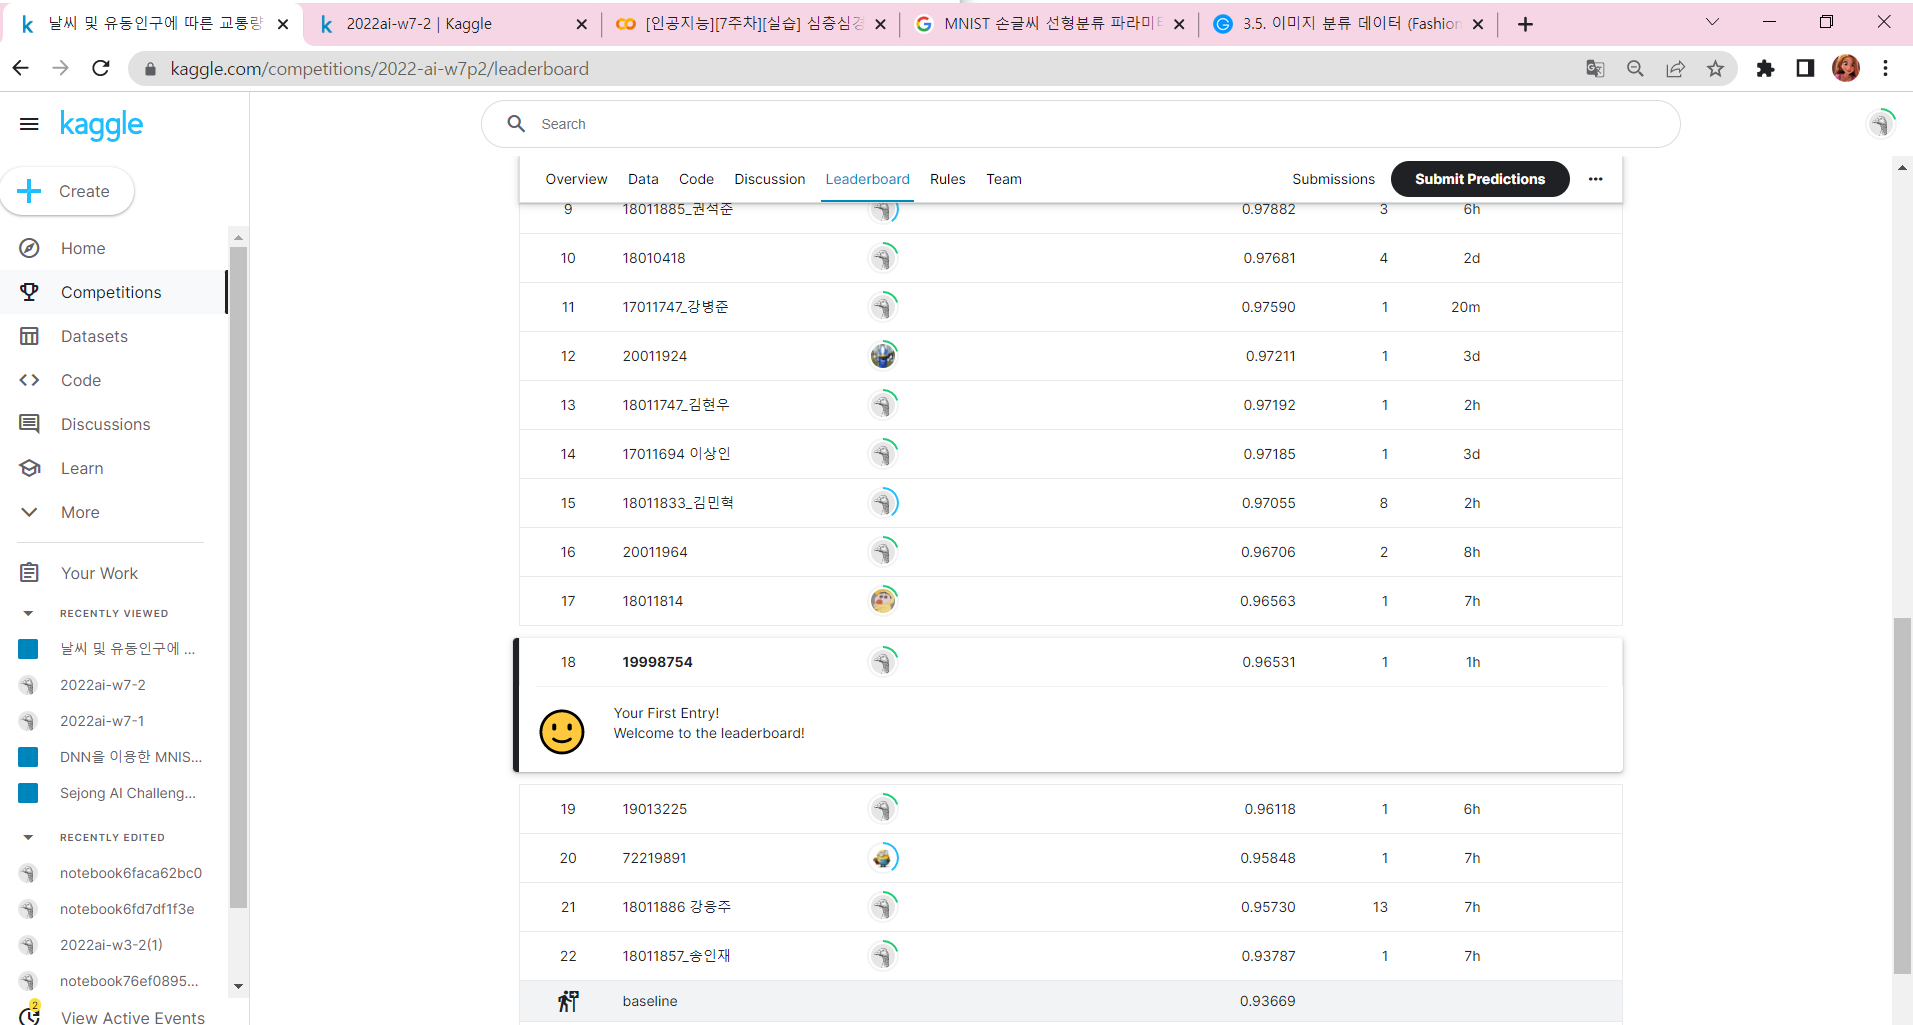 날씨 및 유동인구에 따른 교통량
2022ai-w7-2 | Kaggle
[인공지능][7주차][실습] 심층신경
MNIST 손글씨 선형분류 파라미터
3.5. 이미지 분류 데이터 (Fashion
kaggle.com/competitions/2022-ai-w7p2/leaderboard
kaggle
Search
Create
Home
Competitions
Datasets
Code
Discussions
Learn
More
Your Work
RECENTLY VIEWED
날씨 및 유동인구에 ...
2022ai-w7-2
2022ai-w7-1
DNN을 이용한 MNIS...
Sejong AI Challeng...
RECENTLY EDITED
notebook6faca62bc0
notebook6fd7df1f3e
2022ai-w3-2(1)
notebook76ef0895...
2
View Active Events
Overview Data Code Discussion Leaderboard Rules Team Submissions Submit Predictions
9 18011885_권석준 0.97882 3 6h
10 18010418 0.97681 4 2d
11 17011747_강병준 0.97590 1 20m
12 20011924 0.97211 1 3d
13 18011747_김현우 0.97192 1 2h
14 17011694 이상인 0.97185 1 3d
15 18011833_김민혁 0.97055 8 2h
16 20011964 0.96706 2 8h
17 18011814 0.96563 1 7h
18 19998754 0.96531 1 1h
Your First Entry!
Welcome to the leaderboard!
19 19013225 0.96118 1 6h
20 72219891 0.95848 1 7h
21 18011886 강응주 0.95730 13 7h
22 18011857_송인재 0.93787 1 7h
baseline 0.93669